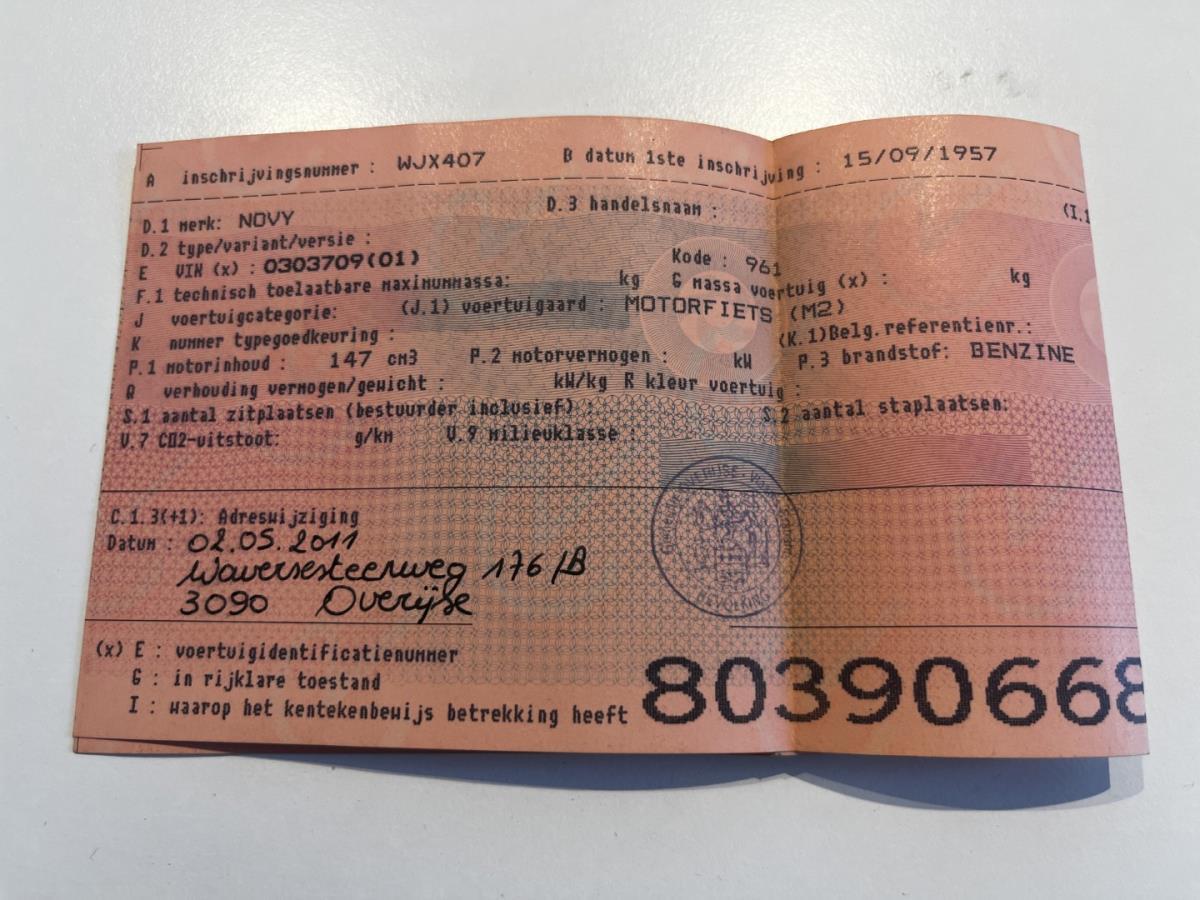 A inschrijvingsnummer : WJX407 B datum 1ste inschrijving : 15/09/1957
D.1 merk: NOVY D.3 handelsnaam : (I.1
D.2 type/variant/versie :
E VIN (x) : 0303709(01) Kode : 961
F.1 technisch toelaatbare maximummassa: kg G massa voertuig (x) : kg
J voertuigcategorie: (J.1) voertuigaard : MOTORFIETS (M2)
K nummer typegoedkeuring : (K.1)Belg.referentienr.:
P.1 motorinhoud : 147 cm3 P.2 motorvermogen : kW P.3 brandstof: BENZINE
Q verhouding vermogen/gewicht : kW/kg R kleur voertuig :
S.1 aantal zitplaatsen (bestuurder inclusief) : S.2 aantal staplaatsen:
V.7 CO2-uitstoot: g/km V.9 milieuklasse :
C.1.3(+1): Adreswijziging
Datum : 02.05.2011
Waversesteenweg 176/B
3090 Overijse
BEVOLKING
(x) E : voertuigidentificatienummer
G : in rijklare toestand
I : waarop het kentekenbewijs betrekking heeft
80390668